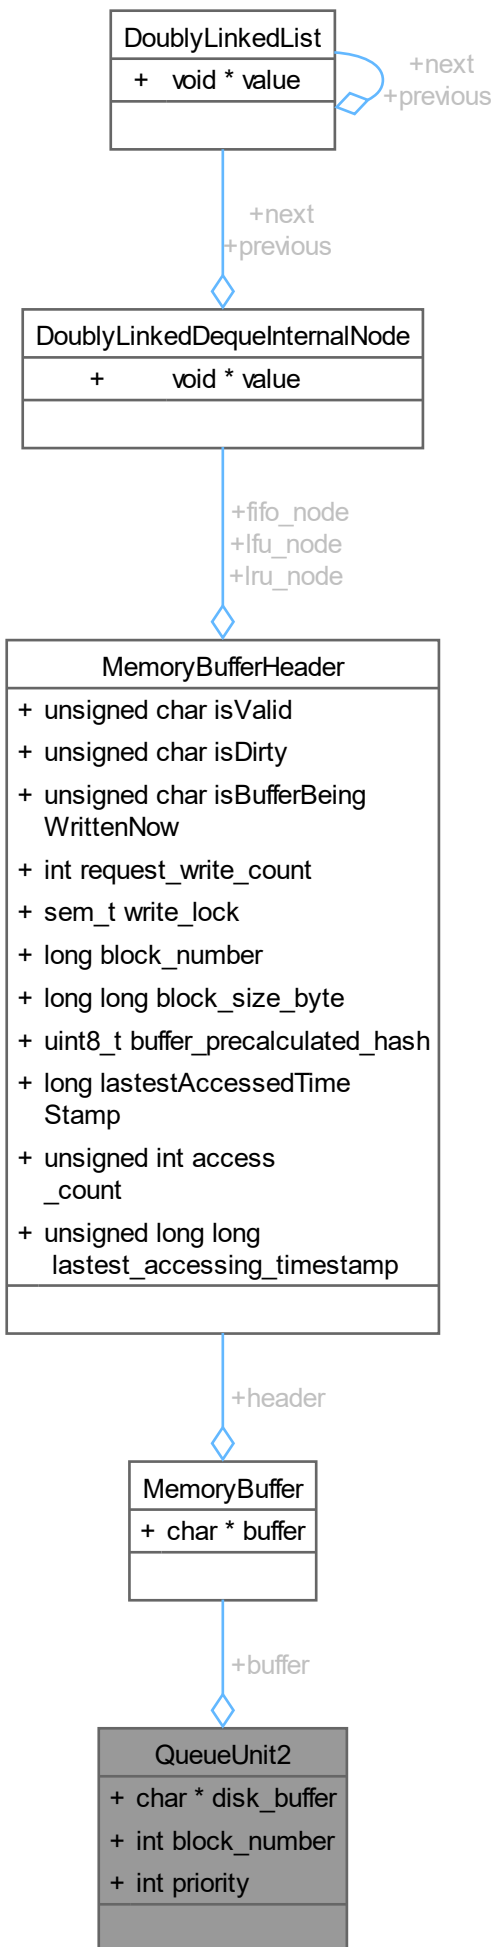 DoublyLinkedList
+ void * value
+next
+previous
+next
+previous
DoublyLinkedDequeInternalNode
+ void * value
+fifo_node
+lfu_node
+lru_node
MemoryBufferHeader
+ unsigned char isValid
+ unsigned char isDirty
+ unsigned char isBufferBeing
WrittenNow
+ int request_write_count
+ sem_t write_lock
+ long block_number
+ long long block_size_byte
+ uint8_t buffer_precalculated_hash
+ long lastestAccessedTime
Stamp
+ unsigned int access
_count
+ unsigned long long
lastest_accessing_timestamp
+header
MemoryBuffer
+ char * buffer
+buffer
QueueUnit2
+ char * disk_buffer
+ int block_number
+ int priority